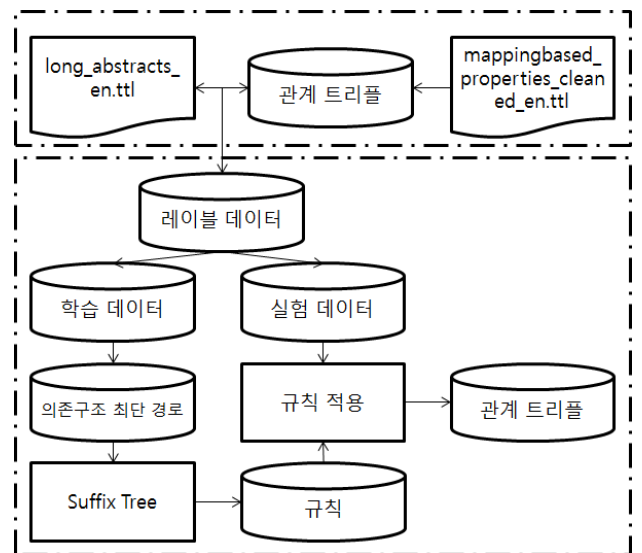 long_abstracts_
en.ttl
관계 트리플
mappingbased_
properties_clean
ed_en.ttl
레이블 데이터
학습 데이터
실험 데이터
의존구조 최단 경로
규칙 적용
관계 트리플
Suffix Tree
규칙